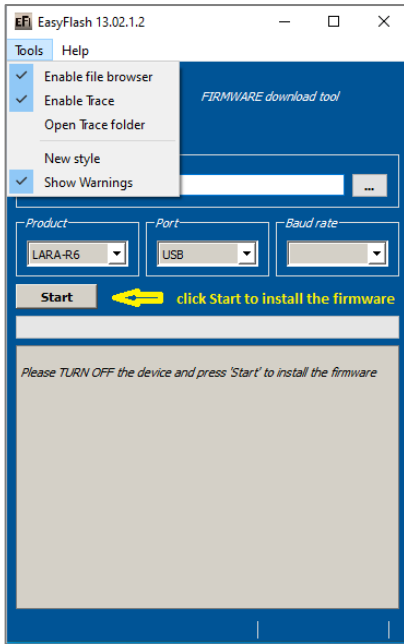 EFi EasyFlash 13.02.1.2
Tools Help
Enable file browser
Enable Trace
Open Trace folder
New style
Show Warnings
FIRMWARE download tool
...
Product Port Baud rate
LARA-R6 USB
Start click Start to install the firmware
Please TURN OFF the device and press 'Start' to install the firmware